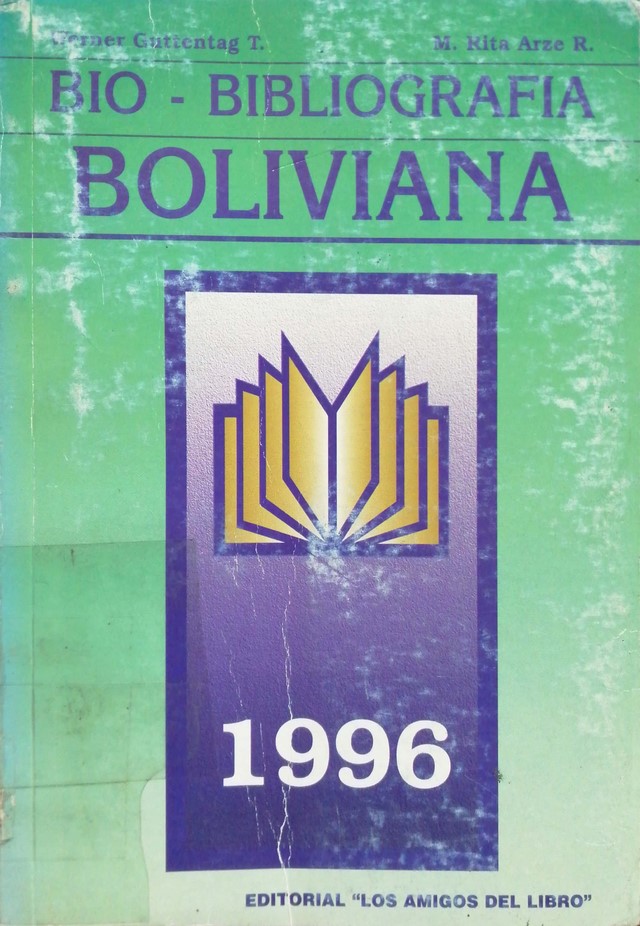 Werner Guttentag T. M. Rita Arze R.
BIO - BIBLIOGRAFIA
BOLIVIANA
1996
EDITORIAL "LOS AMIGOS DEL LIBRO"